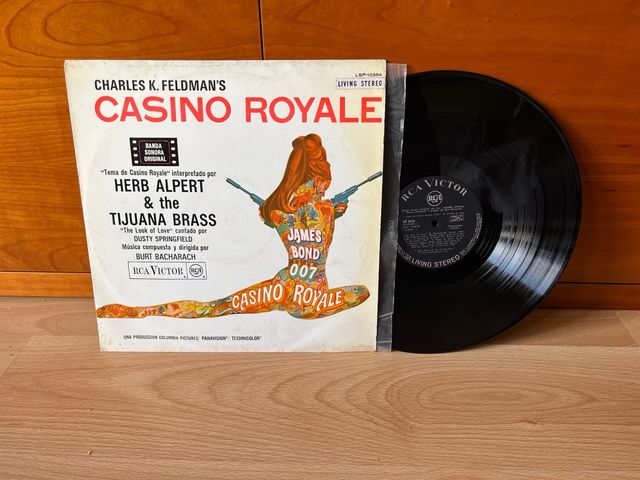 LSP-10384
LIVING STEREO
CHARLES K. FELDMAN'S
CASINO ROYALE
BANDA
SONORA
ORIGINAL
"Tema de Casino Royale" interpretado por
HERB ALPERT
& the
TIJUANA BRASS
"The Look of Love" cantado por
DUSTY SPRINGFIELD
Música compuesta y dirigida por
BURT BACHARACH
RCA VICTOR RCA
JAMES
BOND
007
CASINO ROYALE
UNA PRODUCCION COLUMBIA PICTURES/ PANAVISION"/ TECHNICOLOR"
RCA VICTOR
RCA
LIVING STEREO